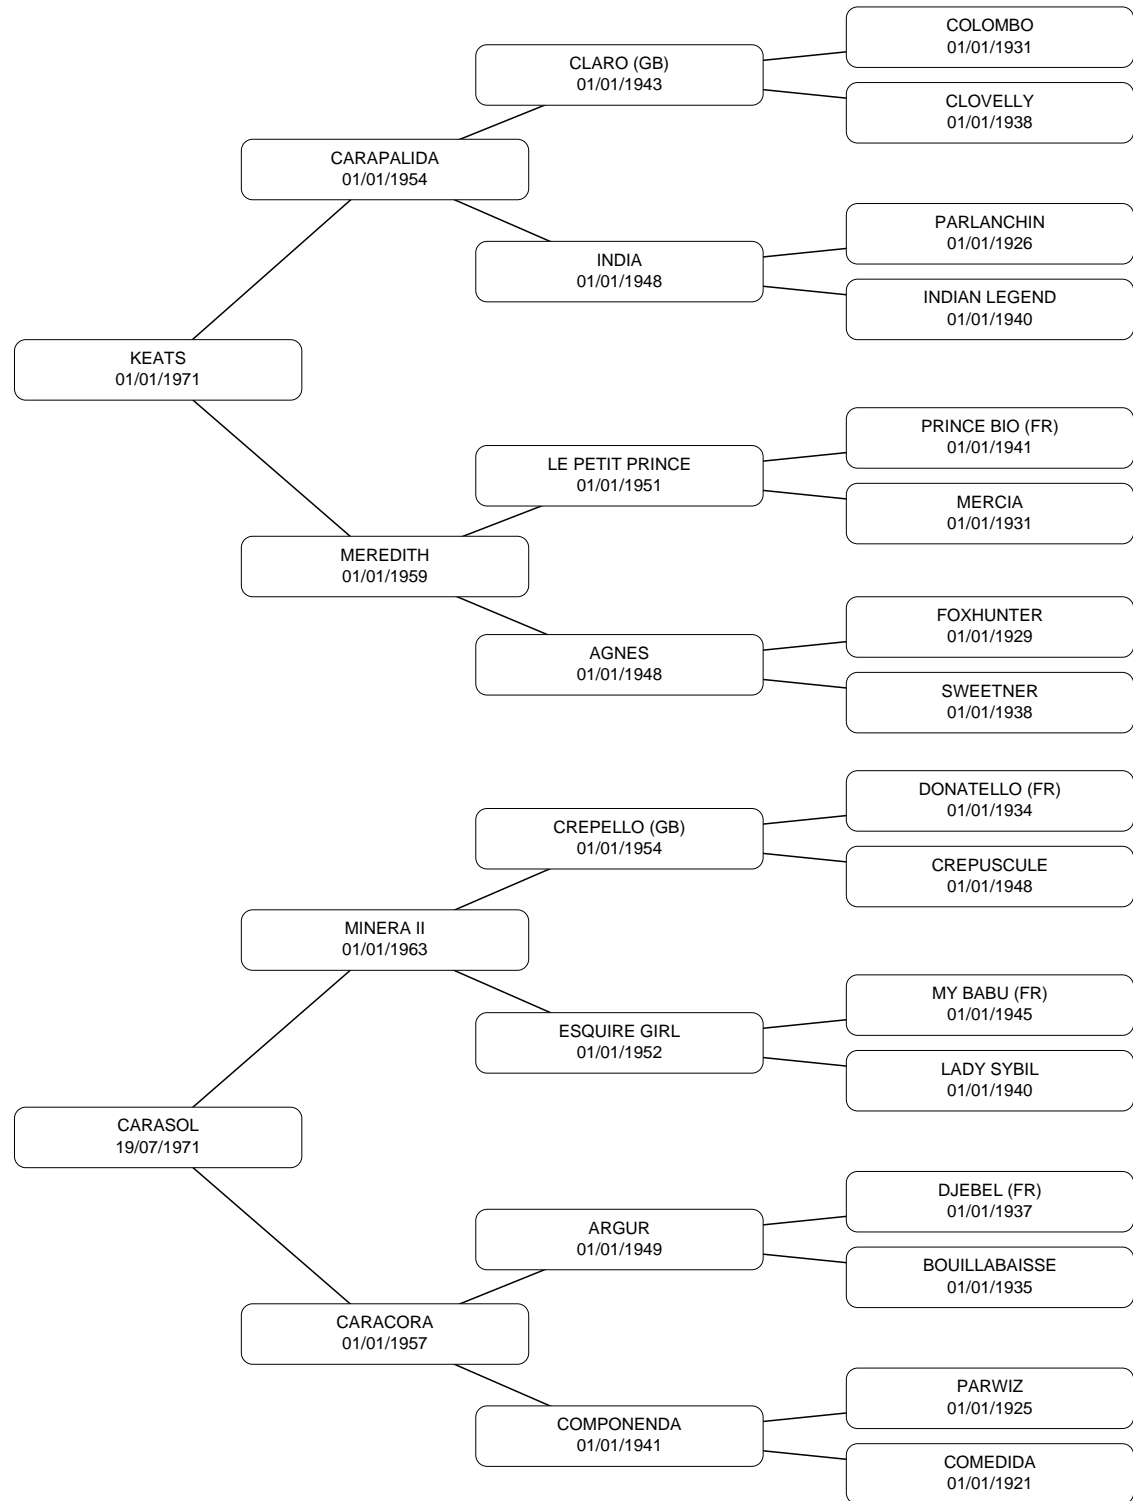 COLOMBO
01/01/1931
CLARO (GB)
01/01/1943
CLOVELLY
01/01/1938
CARAPALIDA
01/01/1954
PARLANCHIN
01/01/1926
INDIA
01/01/1948
INDIAN LEGEND
01/01/1940
KEATS
01/01/1971
PRINCE BIO (FR)
01/01/1941
LE PETIT PRINCE
01/01/1951
MERCIA
01/01/1931
MEREDITH
01/01/1959
FOXHUNTER
01/01/1929
AGNES
01/01/1948
SWEETNER
01/01/1938
DONATELLO (FR)
01/01/1934
CREPELLO (GB)
01/01/1954
CREPUSCULE
01/01/1948
MINERA II
01/01/1963
MY BABU (FR)
01/01/1945
ESQUIRE GIRL
01/01/1952
LADY SYBIL
01/01/1940
CARASOL
19/07/1971
DJEBEL (FR)
01/01/1937
ARGUR
01/01/1949
BOUILLABAISSE
01/01/1935
CARACORA
01/01/1957
PARWIZ
01/01/1925
COMPONENDA
01/01/1941
COMEDIDA
01/01/1921